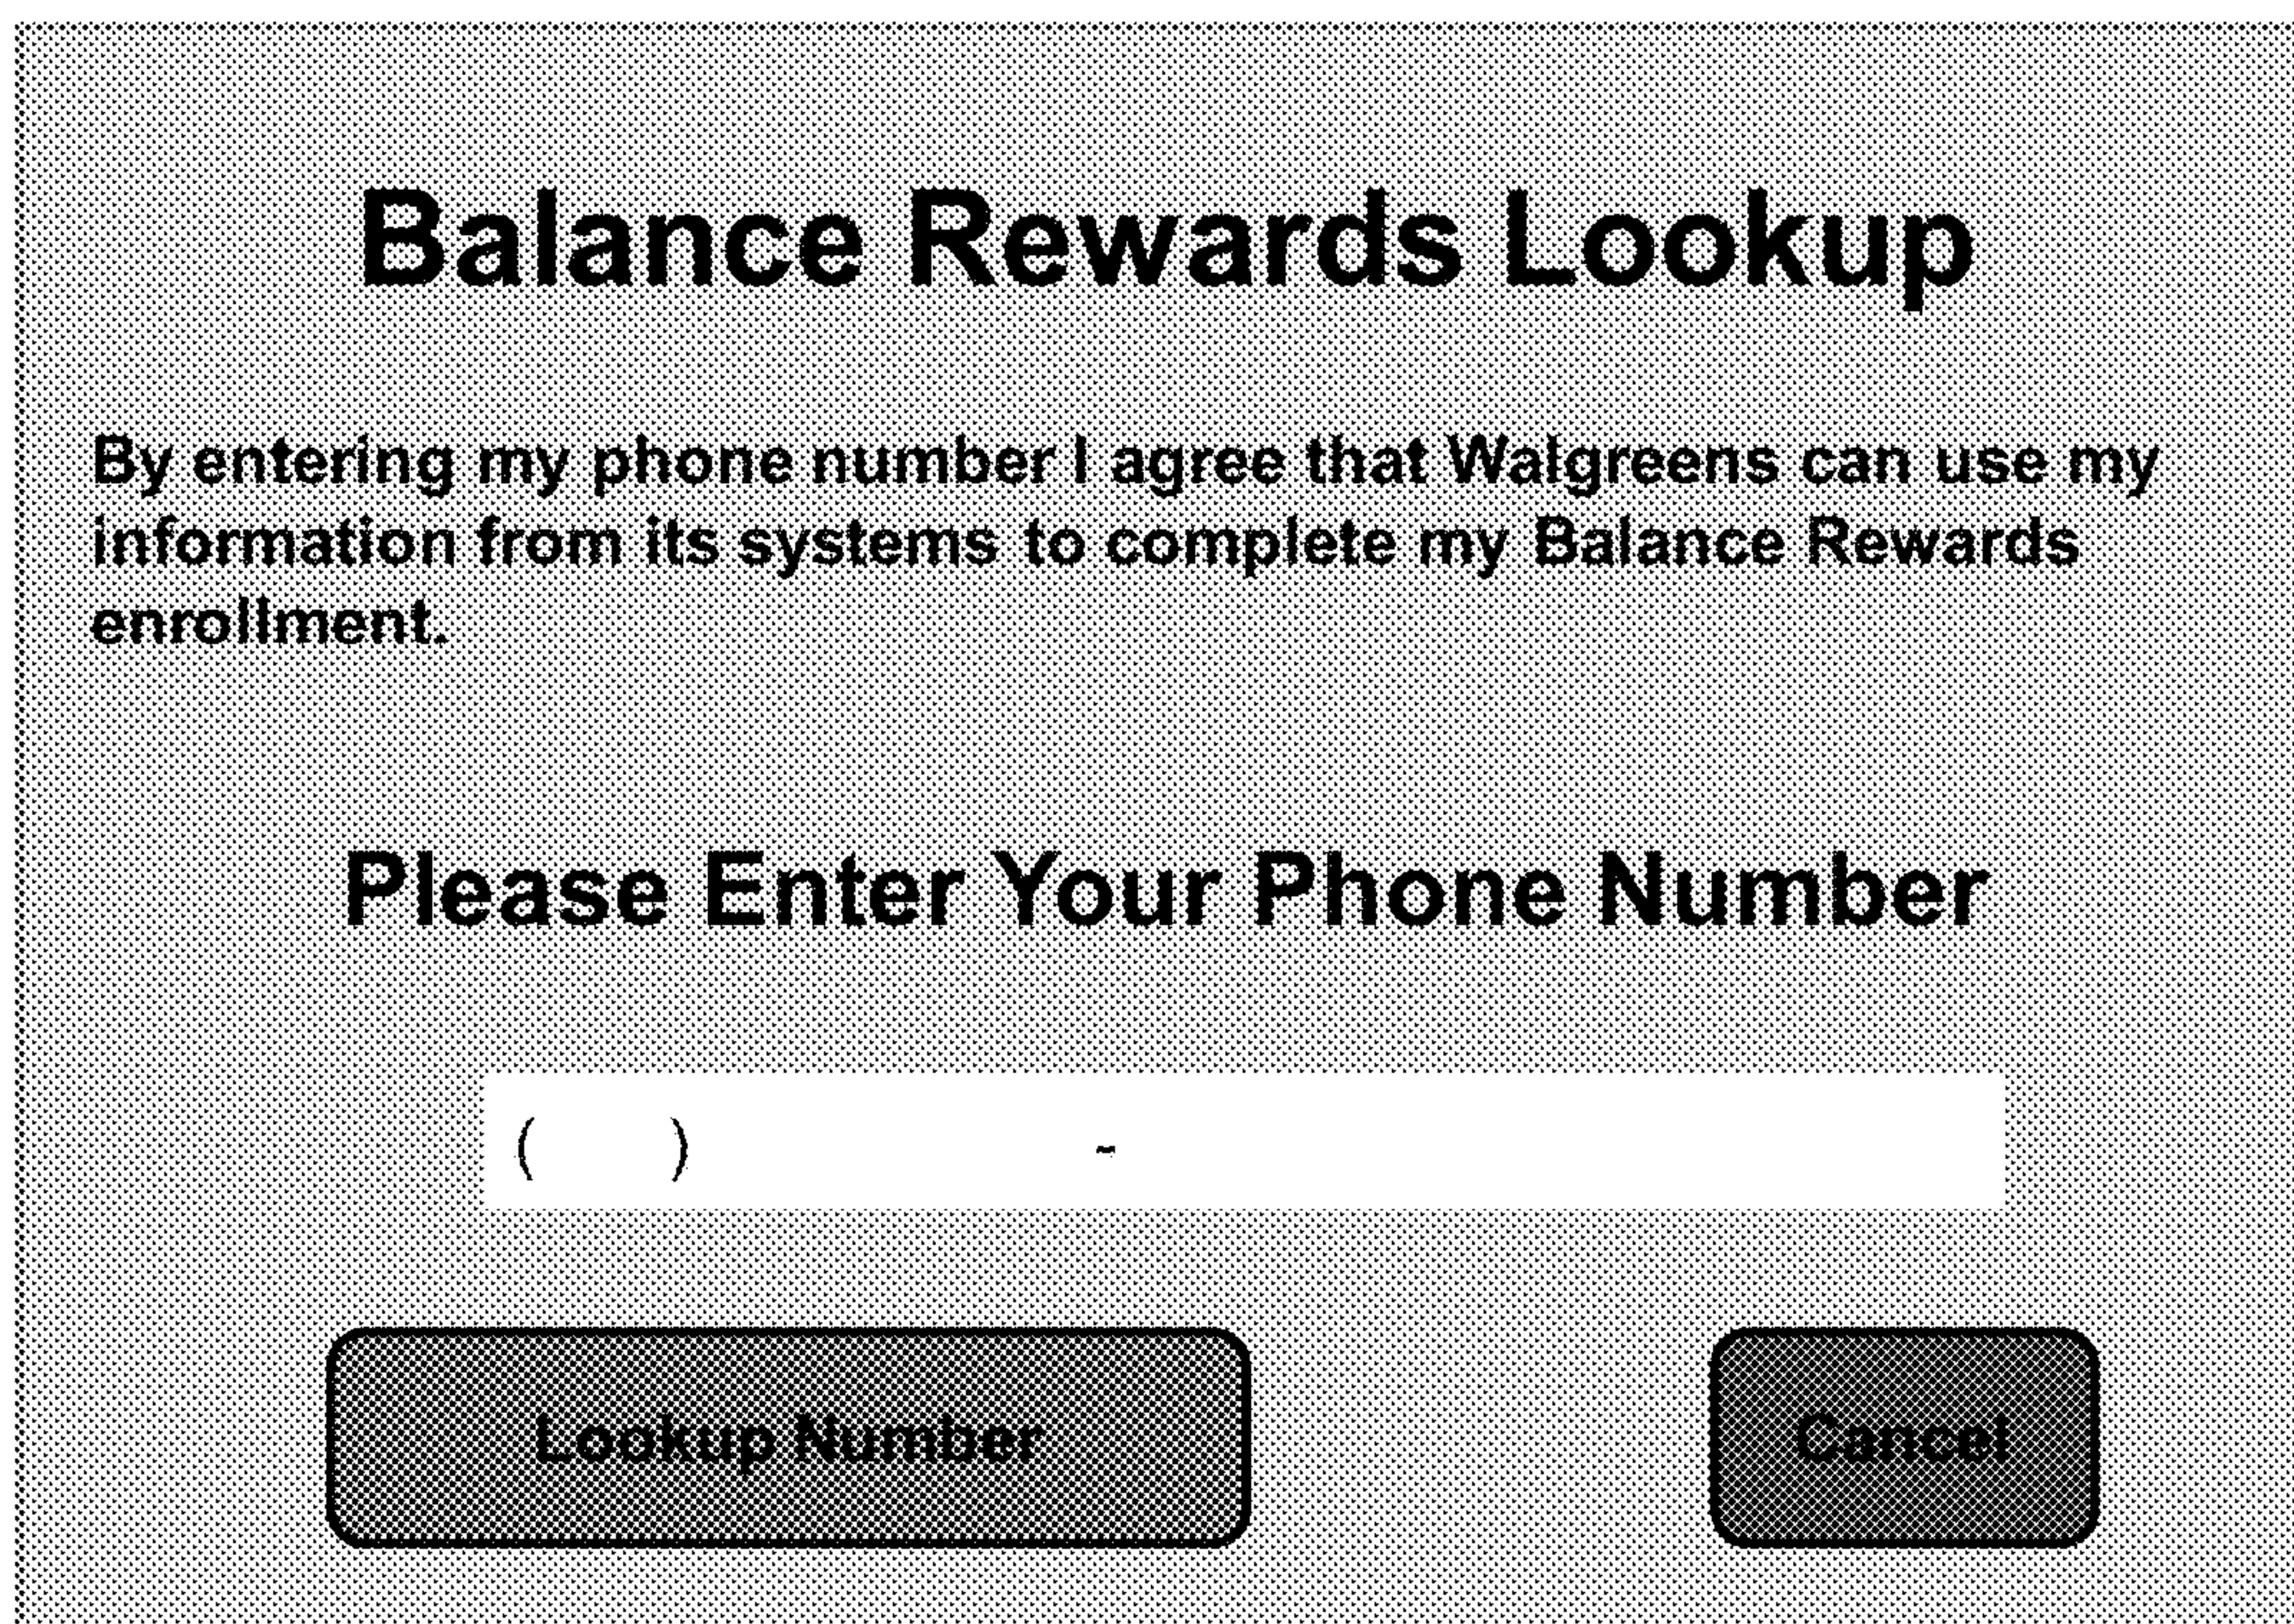 Balance Rewards Lookup
By entering my phone number I agree that Walgreens can use my
information from its systems to complete my Balance Rewards
enrollment.
Please Enter Your Phone Number
( ) -
Lookup Number Cancel